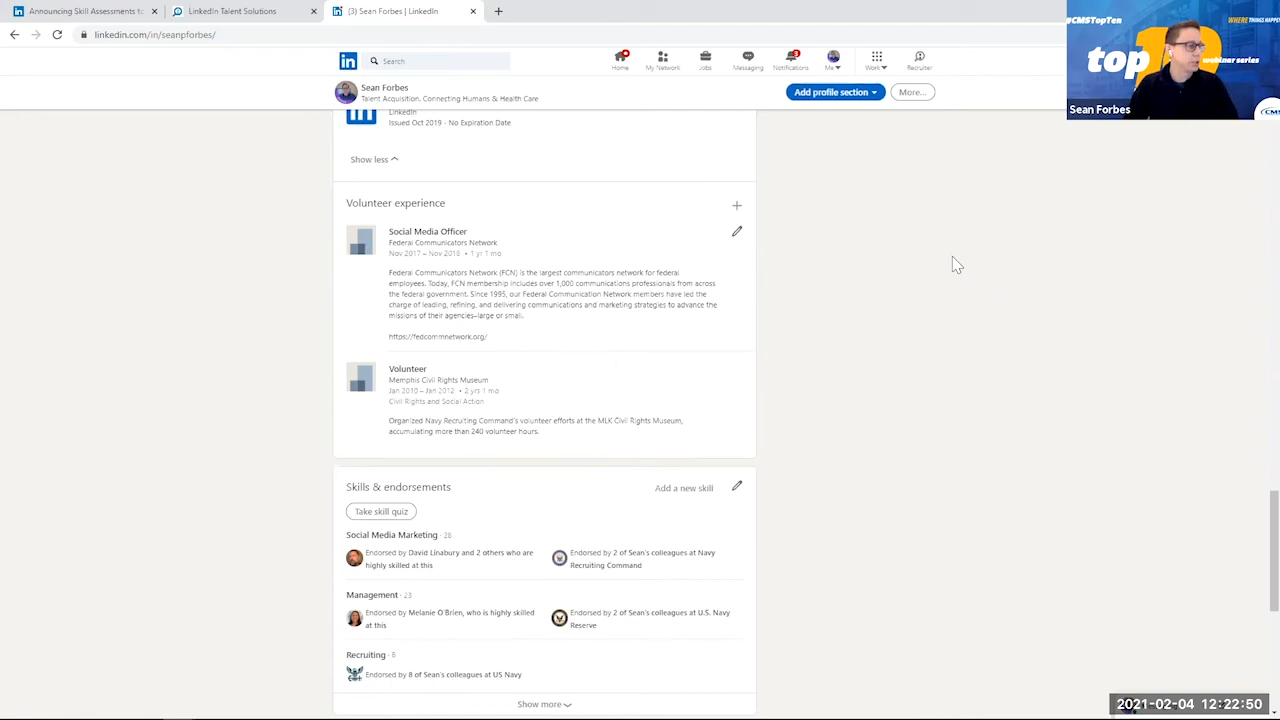 Announcing Skill Assessments to
LinkedIn Talent Solutions
(3) Sean Forbes | LinkedIn
linkedin.com/in/seanpforbes/
#CMSTopTen
WHERE THINGS HAPPEN
top
webinar series
Sean Forbes
CMS
in
Search
Home
My Network
Jobs
Messaging
3
Notifications
Me
Work
Recruiter
Sean Forbes
Talent Acquisition. Connecting Humans & Health Care
Add profile section
More...
LinkedIn
Issued Oct 2019 · No Expiration Date
Show less
Volunteer experience
Social Media Officer
Federal Communicators Network
Nov 2017 – Nov 2018 • 1 yr 1 mo
Federal Communicators Network (FCN) is the largest communicators network for federal
employees. Today, FCN membership includes over 1,000 communications professionals from across
the federal government. Since 1995, our Federal Communication Network members have led the
charge of leading, refining, and delivering communications and marketing strategies to advance the
missions of their agencies–large or small.
https://fedcommnetwork.org/
Volunteer
Memphis Civil Rights Museum
Jan 2010 – Jan 2012 • 2 yrs 1 mo
Civil Rights and Social Action
Organized Navy Recruiting Command's volunteer efforts at the MLK Civil Rights Museum,
accumulating more than 240 volunteer hours.
Skills & endorsements
Add a new skill
Take skill quiz
Social Media Marketing · 28
Endorsed by David Linabury and 2 others who are
highly skilled at this
Endorsed by 2 of Sean's colleagues at Navy
Recruiting Command
Management · 23
Endorsed by Melanie O'Brien, who is highly skilled
at this
Endorsed by 2 of Sean's colleagues at U.S. Navy
Reserve
Recruiting · 8
Endorsed by 8 of Sean's colleagues at US Navy
Show more
2021-02-04 12:22:50